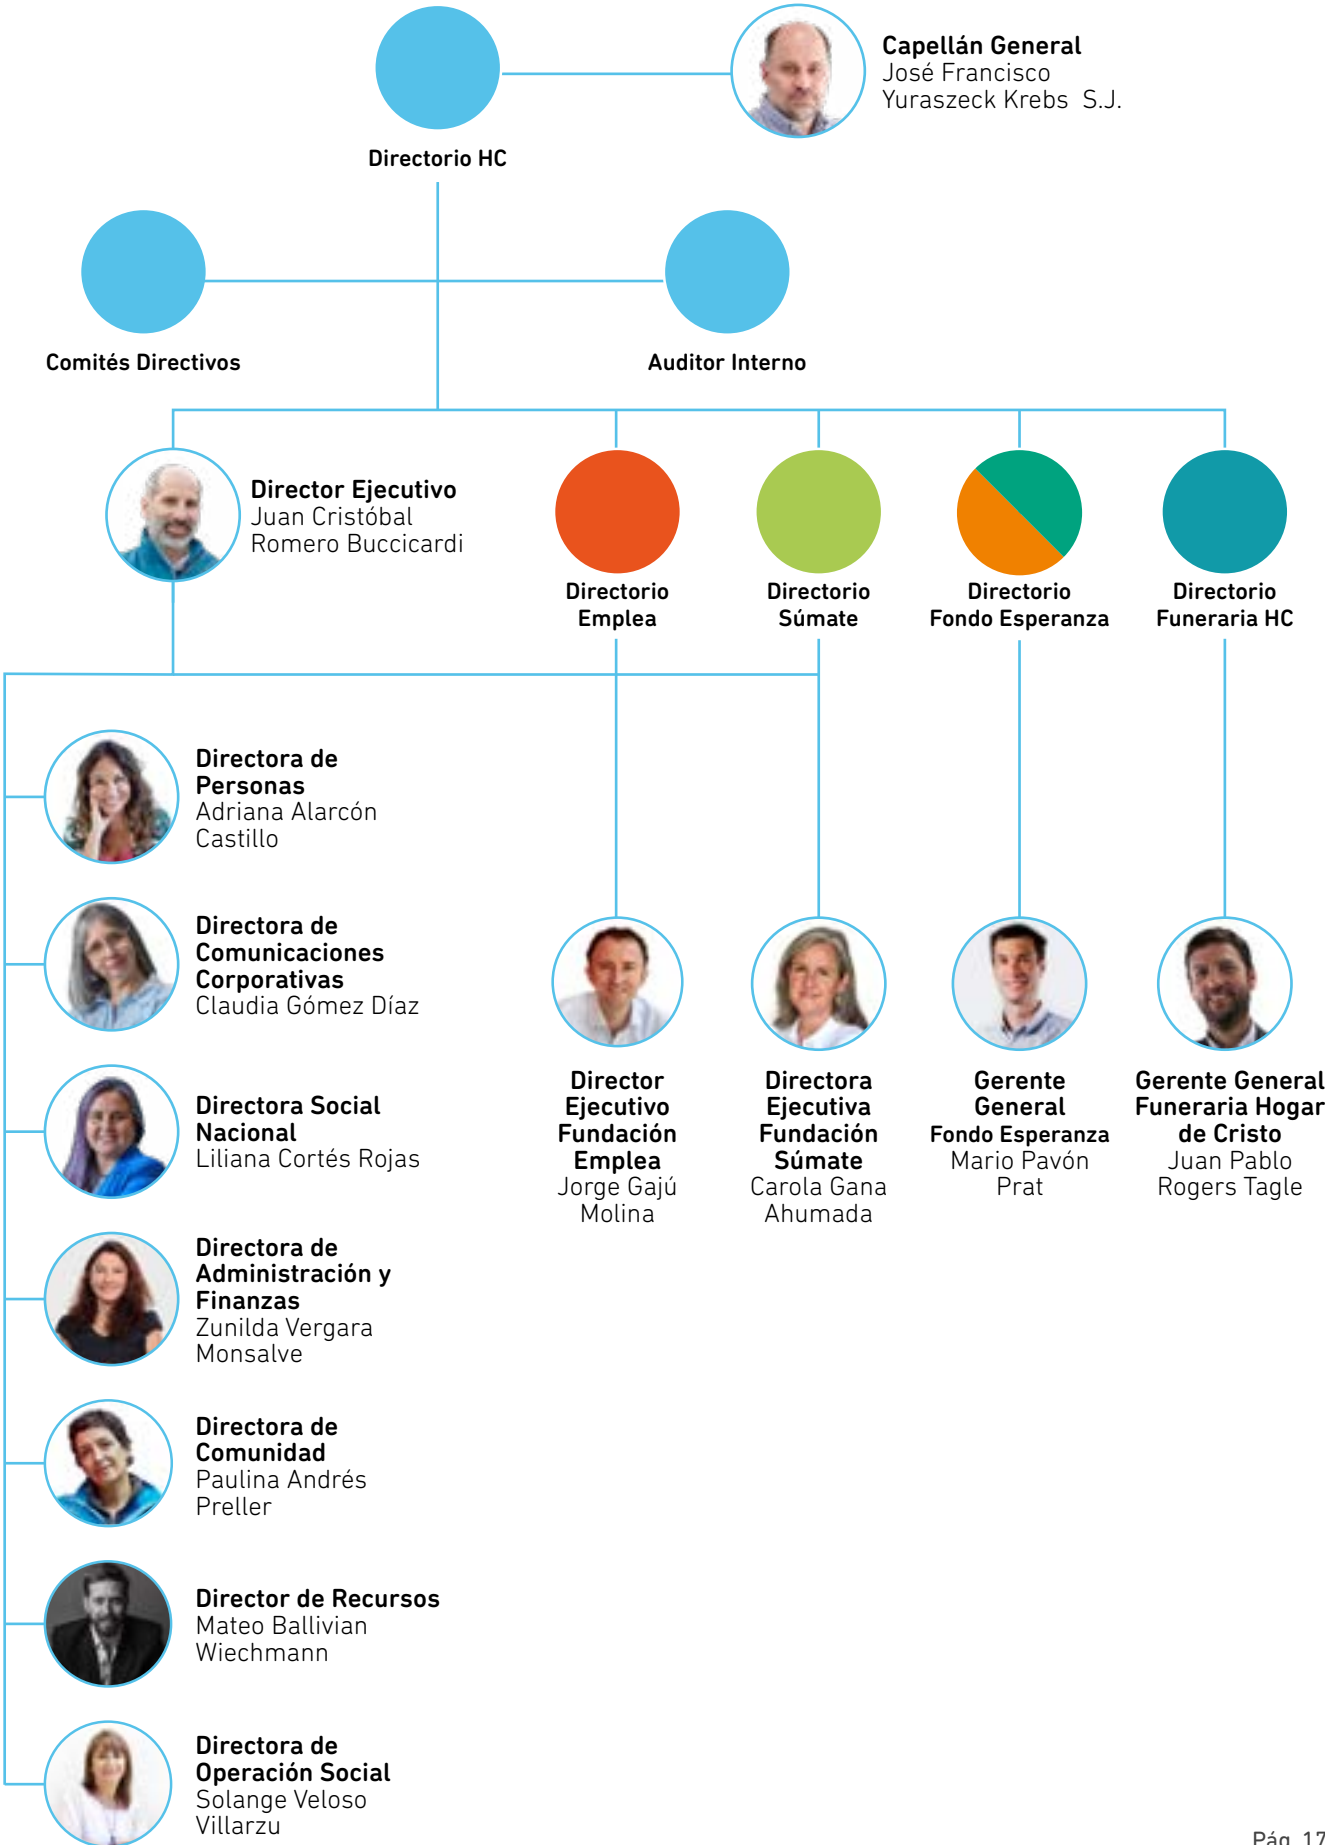 Capellán General
José Francisco
Yuraszeck Krebs S.J.
Directorio HC
Comités Directivos
Auditor Interno
Director Ejecutivo
Juan Cristóbal
Romero Buccicardi
Directorio
Emplea
Directorio
Súmate
Directorio
Fondo Esperanza
Directorio
Funeraria HC
Directora de
Personas
Adriana Alarcón
Castillo
Directora de
Comunicaciones
Corporativas
Claudia Gómez Díaz
Directora Social
Nacional
Liliana Cortés Rojas
Directora de
Administración y
Finanzas
Zunilda Vergara
Monsalve
Directora de
Comunidad
Paulina Andrés
Preller
Director de Recursos
Mateo Ballivian
Wiechmann
Directora de
Operación Social
Solange Veloso
Villarzu
Director
Ejecutivo
Fundación
Emplea
Jorge Gajú
Molina
Directora
Ejecutiva
Fundación
Súmate
Carola Gana
Ahumada
Gerente
General
Fondo Esperanza
Mario Pavón
Prat
Gerente General
Funeraria Hogar
de Cristo
Juan Pablo
Rogers Tagle
Pág. 17